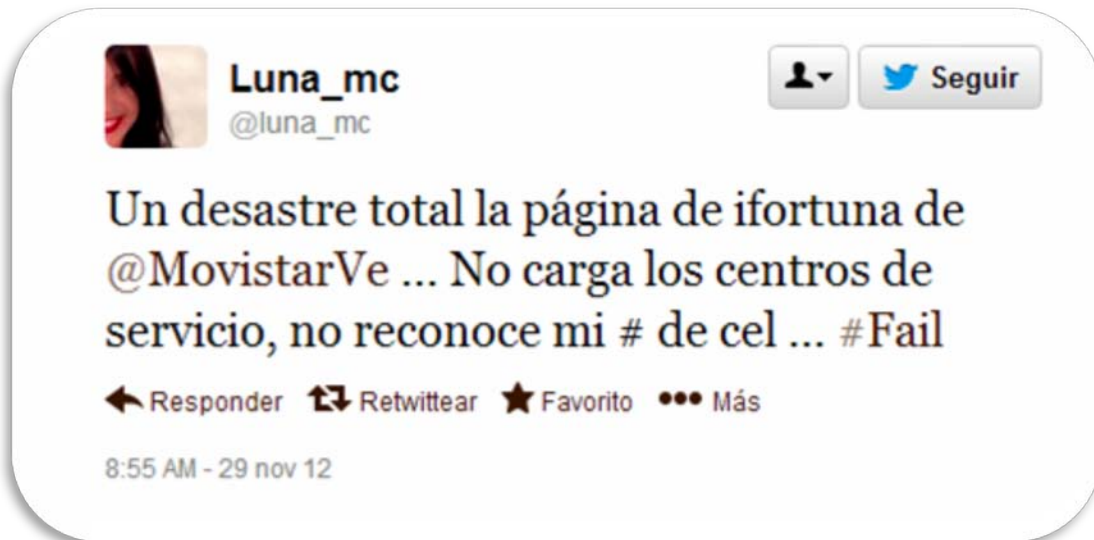 Luna_mc
@luna_mc
Seguir
Un desastre total la página de ifortuna de
@MovistarVe ... No carga los centros de
servicio, no reconoce mi # de cel ... #Fail
Responder Retwittear Favorito Más
8:55 AM - 29 nov 12